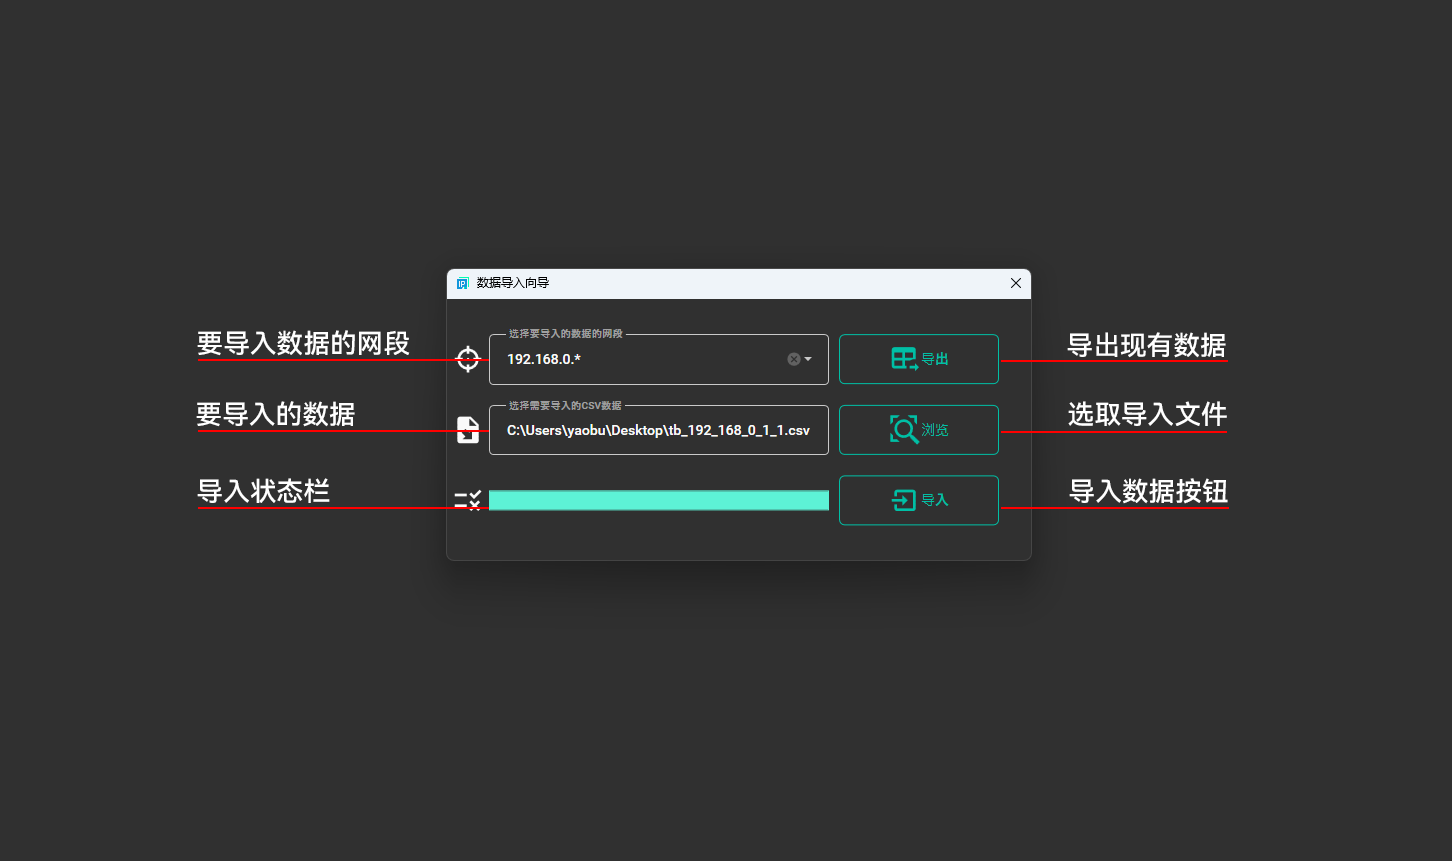 数据导入向导
要导入数据的网段
选择要导入的数据的网段
192.168.0.*
导出
导出现有数据
要导入的数据
选择需要导入的CSV数据
C:\Users\yaobu\Desktop\tb_192_168_0_1_1.csv
浏览
选取导入文件
导入状态栏
导入
导入数据按钮